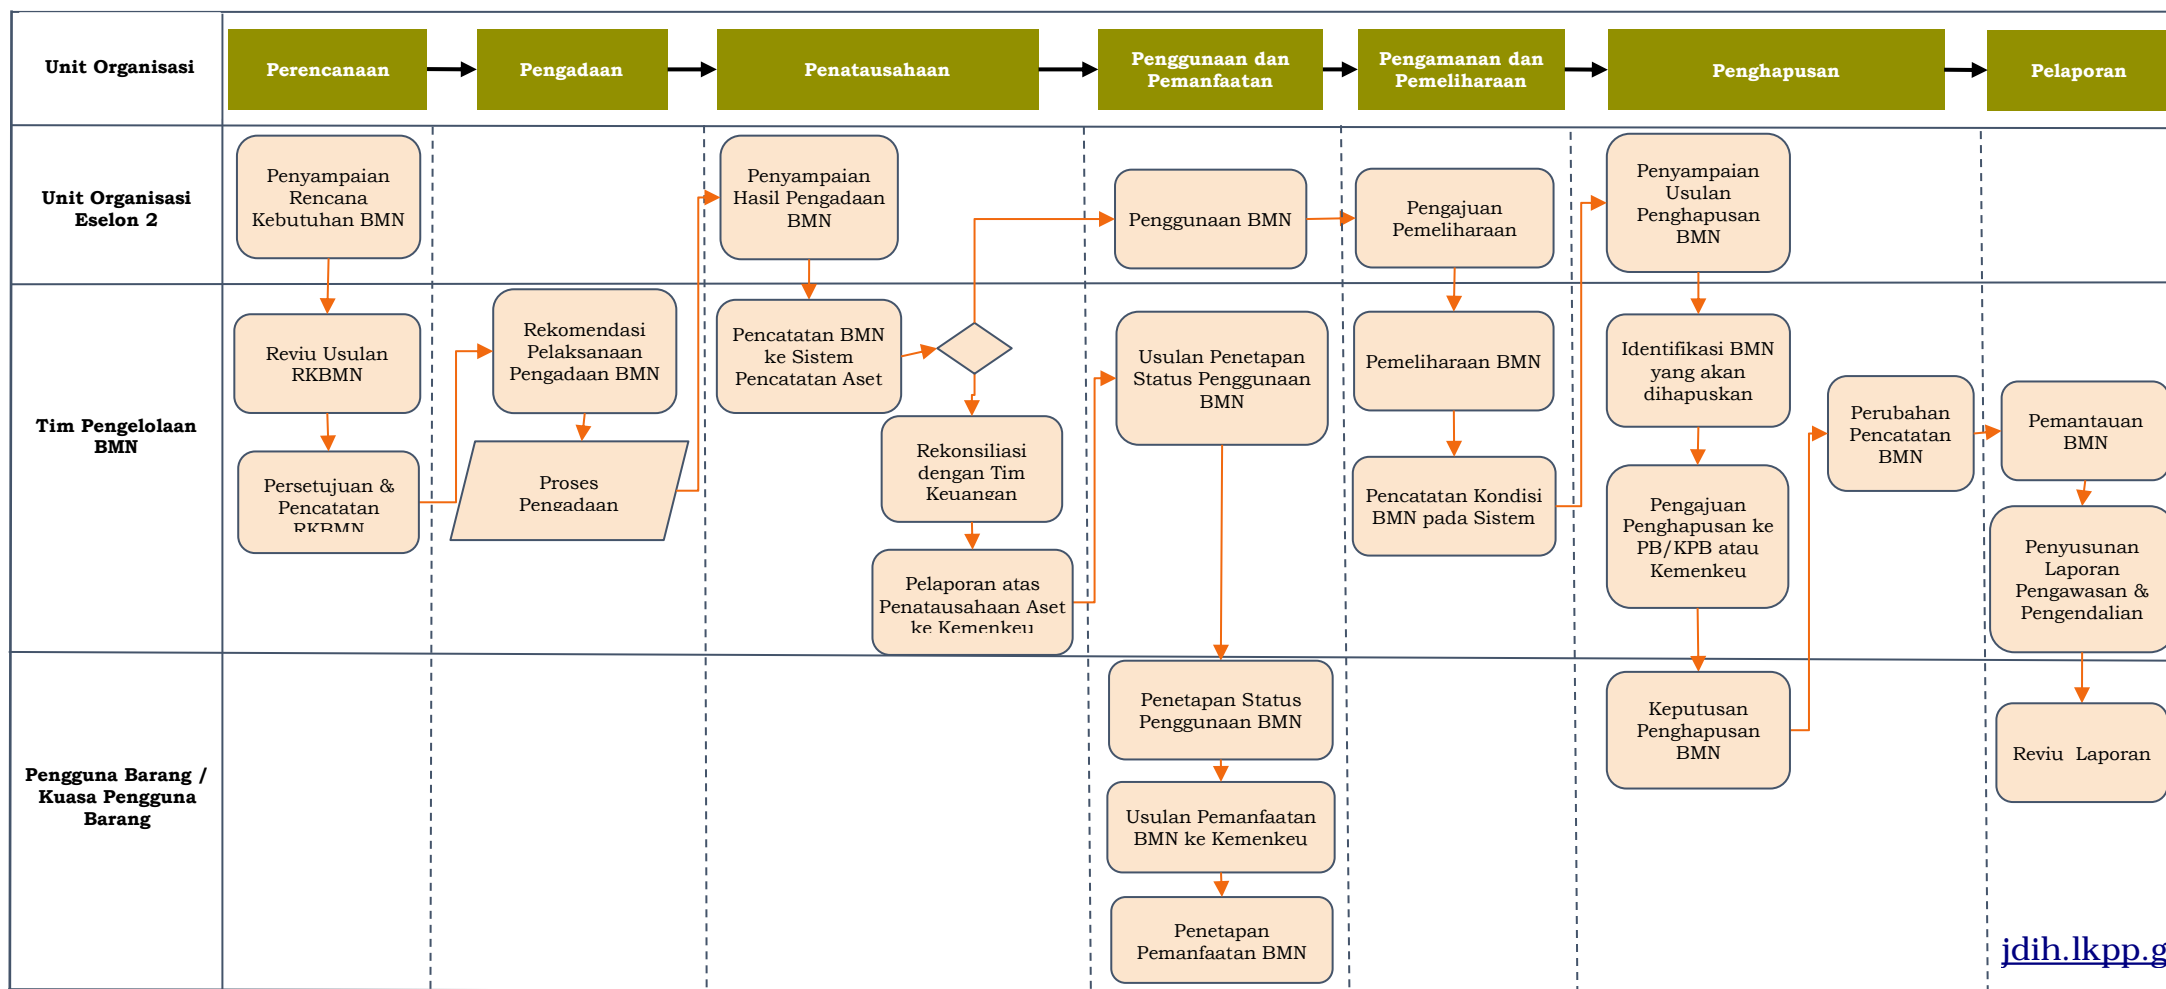 Unit Organisasi
Perencanaan
Pengadaan
Penatausahaan
Penggunaan dan
Pemanfaatan
Pengamanan dan
Pemeliharaan
Penghapusan
Pelaporan
Unit Organisasi
Eselon 2
Penyampaian
Rencana
Kebutuhan BMN
Penyampaian
Hasil Pengadaan
BMN
Penggunaan BMN
Pengajuan
Pemeliharaan
Penyampaian
Usulan
Penghapusan
BMN
Tim Pengelolaan
BMN
Reviu Usulan
RKBMN
Persetujuan &
Pencatatan
RKBMN
Rekomendasi
Pelaksanaan
Pengadaan BMN
Proses
Pengadaan
Pencatatan BMN
ke Sistem
Pencatatan Aset
Rekonsiliasi
dengan Tim
Keuangan
Pelaporan atas
Penatausahaan Aset
ke Kemenkeu
Usulan Penetapan
Status Penggunaan
BMN
Pemeliharaan BMN
Pencatatan Kondisi
BMN pada Sistem
Identifikasi BMN
yang akan
dihapuskan
Pengajuan
Penghapusan ke
PB/KPB atau
Kemenkeu
Perubahan
Pencatatan
BMN
Pemantauan
BMN
Penyusunan
Laporan
Pengawasan &
Pengendalian
Pengguna Barang /
Kuasa Pengguna
Barang
Penetapan Status
Penggunaan BMN
Usulan Pemanfaatan
BMN ke Kemenkeu
Penetapan
Pemanfaatan BMN
Keputusan
Penghapusan
BMN
Reviu  Laporan
jdih.lkpp.g